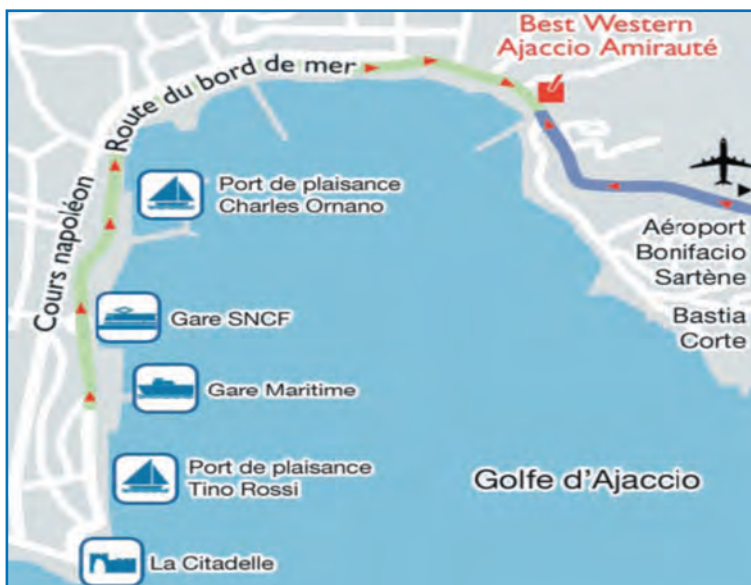 Best Western
Ajaccio Amirauté
Route du bord de mer
Cours napoléon
Port de plaisance
Charles Ornano
Aéroport
Bonifacio
Sartène
Bastia
Corte
Gare SNCF
Gare Maritime
Port de plaisance
Tino Rossi
Golfe d'Ajaccio
La Citadelle